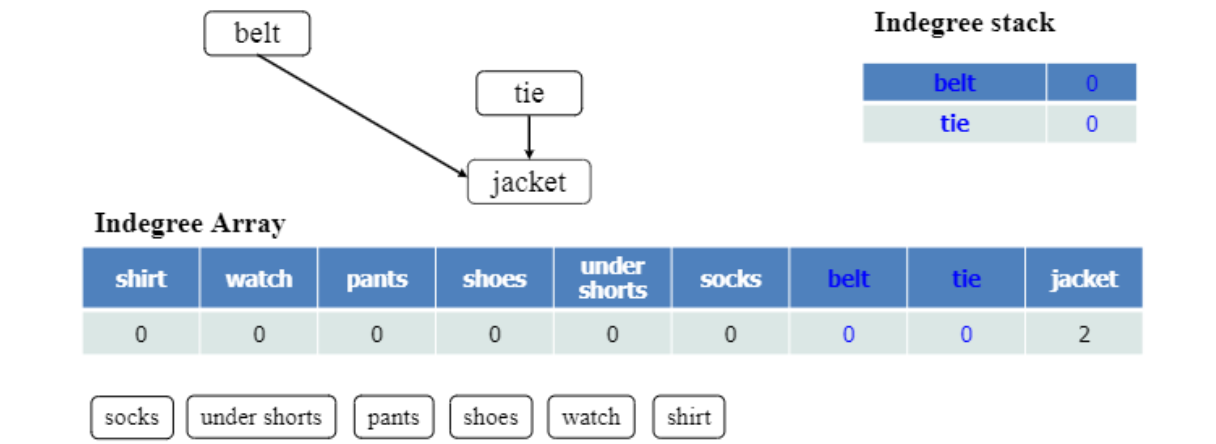 belt
Indegree stack
belt 0
tie
tie 0
jacket
Indegree Array
shirt watch pants shoes under shorts socks belt tie jacket
0 0 0 0 0 0 0 0 2
socks under shorts pants shoes watch shirt